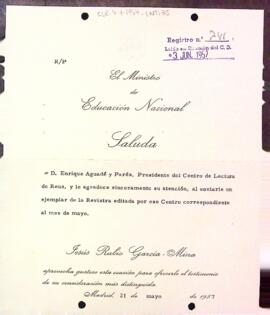 Registro n.º 741
Leído en Sesión del C.D.
3 JUN. 1957
R/P
El Ministro
de
Educación Nacional
Saluda
a D. Enrique Aguadé y Parés, Presidente del Centro de Lectura
de Reus, y le agradece sinceramente su atención, al enviarle un
ejemplar de la Revista editada por ese Centro correspondiente
al mes de mayo.
Jesús Rubio García-Mina
aprovecha gustoso esta ocasión para ofrecerle el testimonio
de su consideración más distinguida.
Madrid, 21 de mayo de 1957